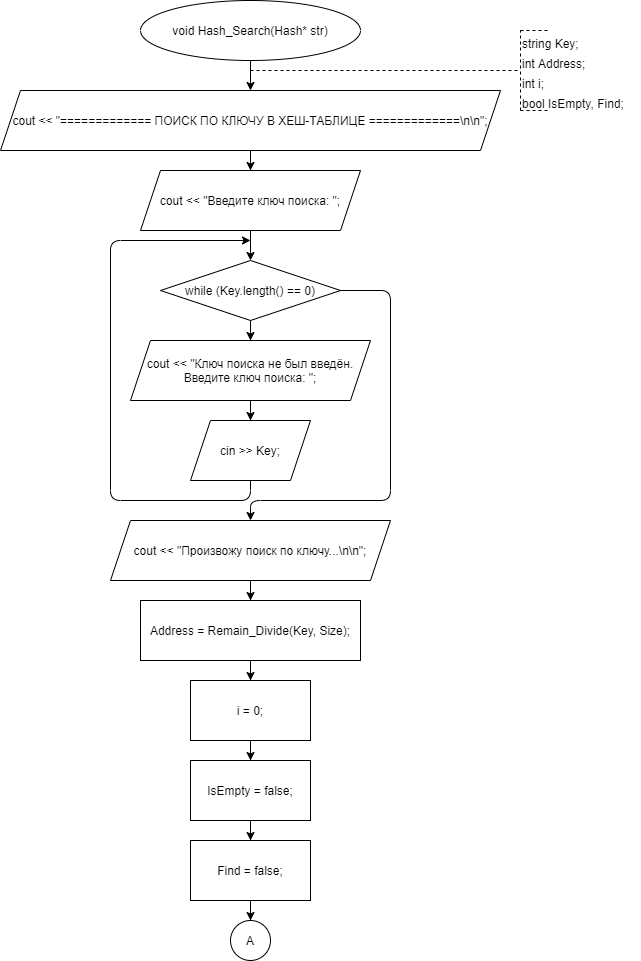 void Hash_Search(Hash* str)
string Key;
int Address;
int i;
bool IsEmpty, Find;
cout << "============= ПОИСК ПО КЛЮЧУ В ХЕШ-ТАБЛИЦЕ =============\n\n";
cout << "Введите ключ поиска: ";
while (Key.length() == 0)
cout << "Ключ поиска не был введён.
Введите ключ поиска: ";
cin >> Key;
cout << "Произвожу поиск по ключу...\n\n";
Address = Remain_Divide(Key, Size);
i = 0;
IsEmpty = false;
Find = false;
A